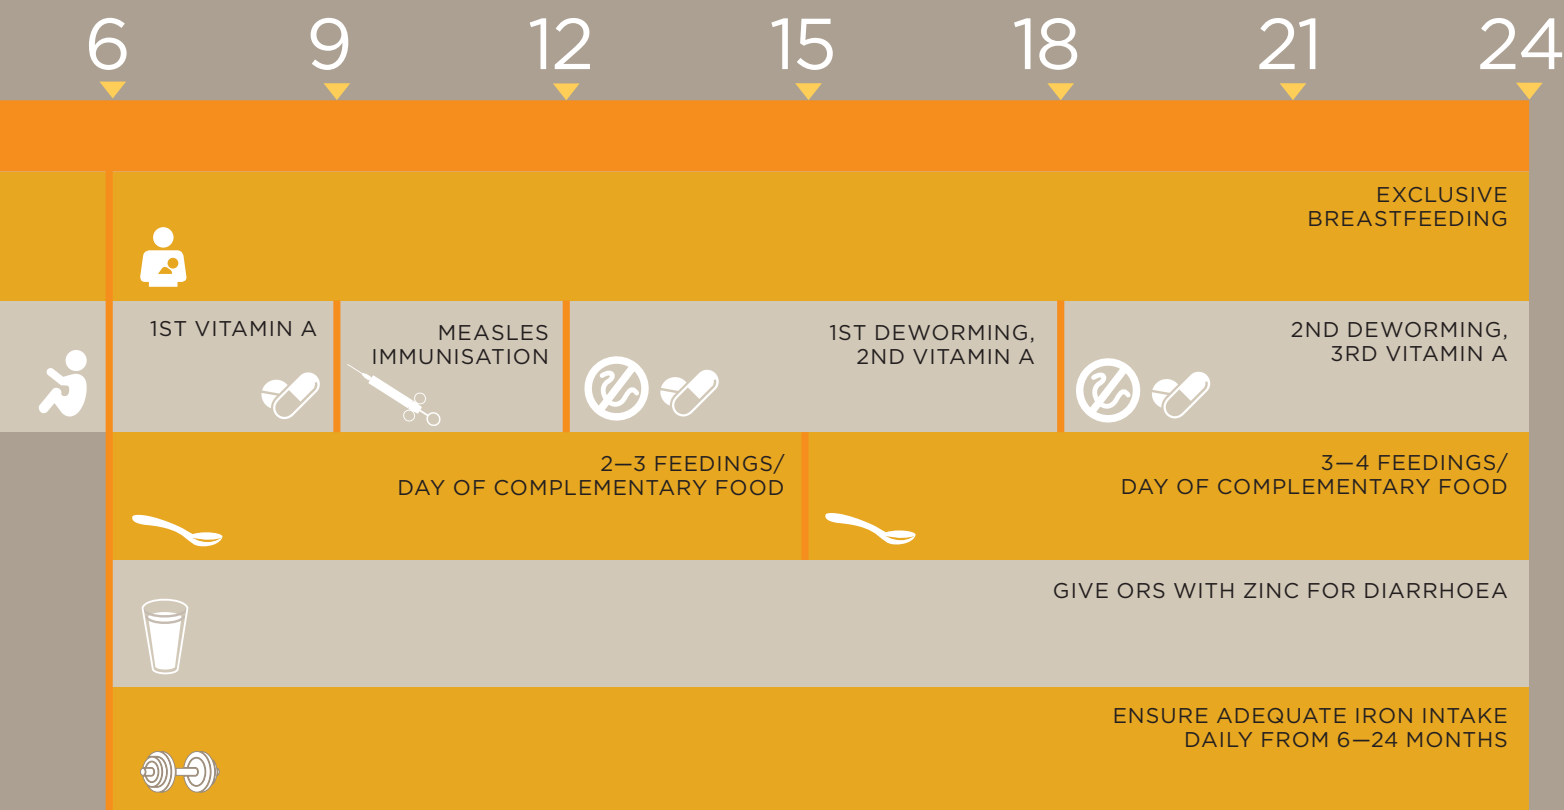 6 9 12 15 18 21 24
EXCLUSIVE
BREASTFEEDING
1ST VITAMIN A
MEASLES
IMMUNISATION
1ST DEWORMING,
2ND VITAMIN A
2ND DEWORMING,
3RD VITAMIN A
2—3 FEEDINGS/
DAY OF COMPLEMENTARY FOOD
3—4 FEEDINGS/
DAY OF COMPLEMENTARY FOOD
GIVE ORS WITH ZINC FOR DIARRHOEA
ENSURE ADEQUATE IRON INTAKE
DAILY FROM 6—24 MONTHS